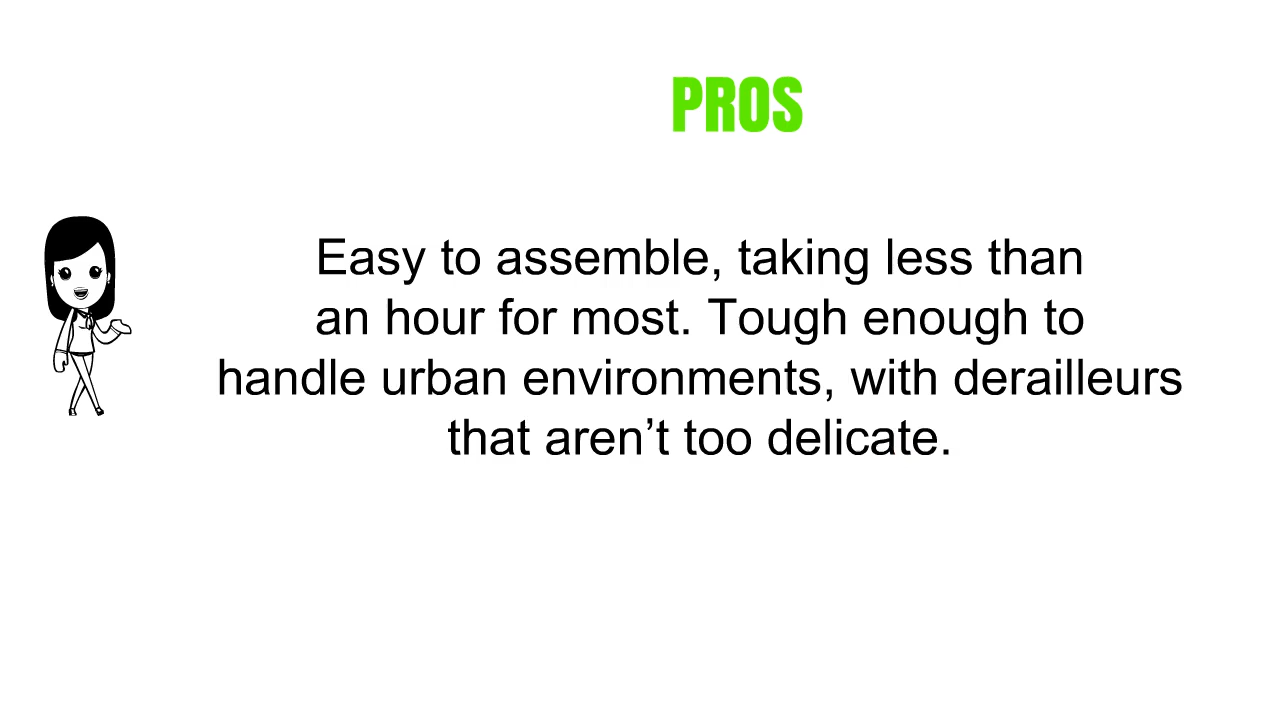 PROS
Easy to assemble, taking less than
an hour for most. Tough enough to
handle urban environments, with derailleurs
that aren’t too delicate.